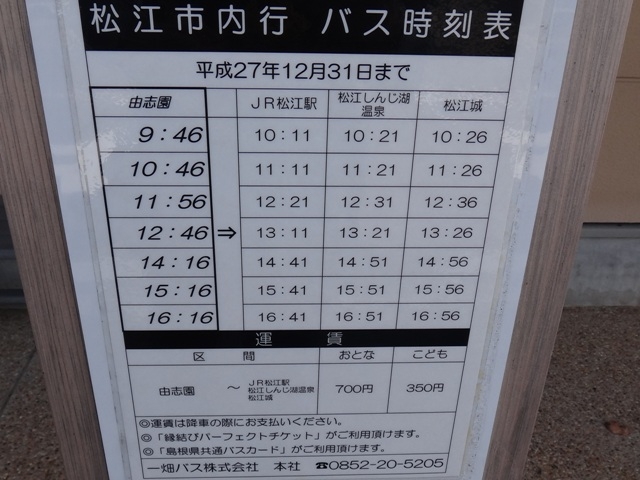 松江市内行 バス時刻表
平成27年12月31日まで
由志園 JR松江駅 松江しんじ湖温泉 松江城
9:46 10:11 10:21 10:26
10:46 11:11 11:21 11:26
11:56 12:21 12:31 12:36
12:46 ⇒ 13:11 13:21 13:26
14:16 14:41 14:51 14:56
15:16 15:41 15:51 15:56
16:16 16:41 16:51 16:56
運賃
区間 おとな こども
由志園 ～ JR松江駅 松江しんじ湖温泉 松江城 700円 350円
◎運賃は降車の際にお支払いください。
◎「縁結びパーフェクトチケット」がご利用頂けます。
◎「島根県共通バスカード」がご利用頂けます。
一畑バス株式会社 本社 ☎0852-20-5205